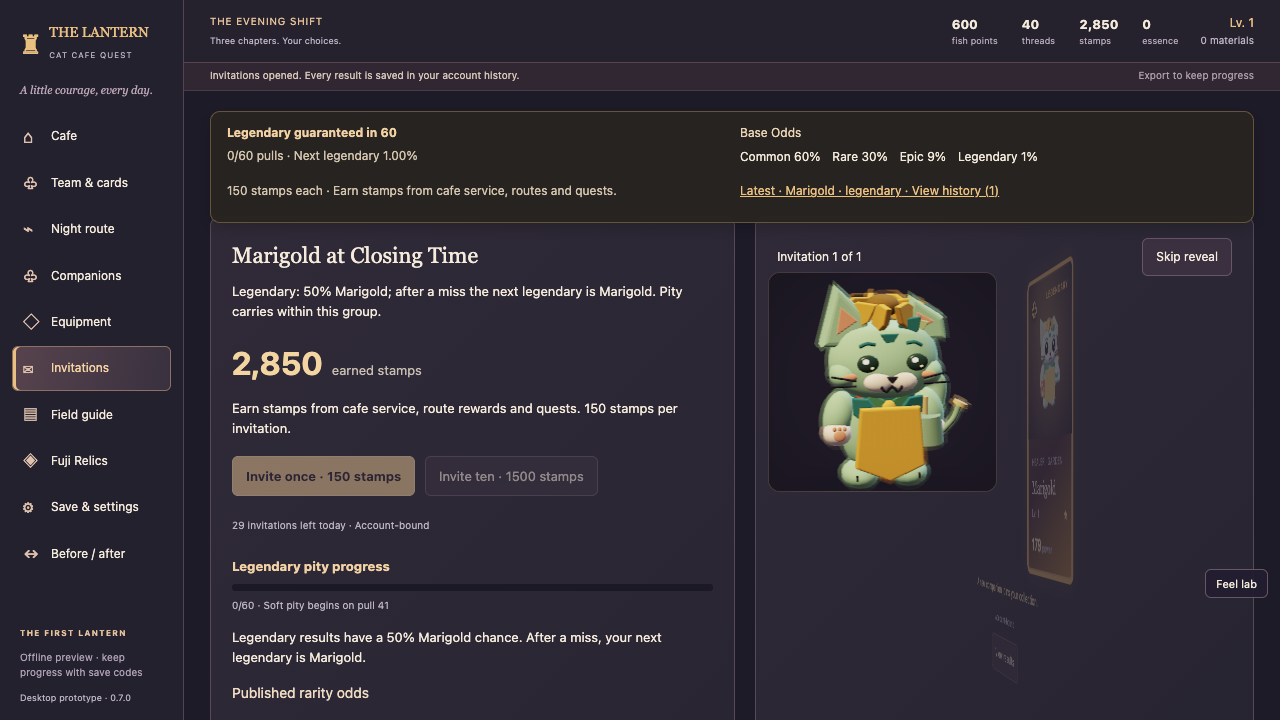 THE LANTERN
CAT CAFE QUEST
A little courage, every day.
Cafe
Team & cards
Night route
Companions
Equipment
Invitations
Field guide
Fuji Relics
Save & settings
Before / after
THE FIRST LANTERN
Offline preview · keep
progress with save codes
Desktop prototype · 0.7.0
THE EVENING SHIFT
Three chapters. Your choices.
600
fish points
40
threads
2,850
stamps
0
essence
Lv. 1
0 materials
Invitations opened. Every result is saved in your account history.
Export to keep progress
Legendary guaranteed in 60
0/60 pulls · Next legendary 1.00%
150 stamps each · Earn stamps from cafe service, routes and quests.
Base Odds
Common 60% Rare 30% Epic 9% Legendary 1%
Latest · Marigold · legendary · View history (1)
Marigold at Closing Time
Legendary: 50% Marigold; after a miss the next legendary is Marigold. Pity
carries within this group.
2,850 earned stamps
Earn stamps from cafe service, route rewards and quests. 150 stamps per
invitation.
Invite once · 150 stamps
Invite ten · 1500 stamps
29 invitations left today · Account-bound
Legendary pity progress
0/60 · Soft pity begins on pull 41
Legendary results have a 50% Marigold chance. After a miss, your next
legendary is Marigold.
Published rarity odds
Invitation 1 of 1
Skip reveal
1 1
Marigold
Lv. 1
179
Feel lab